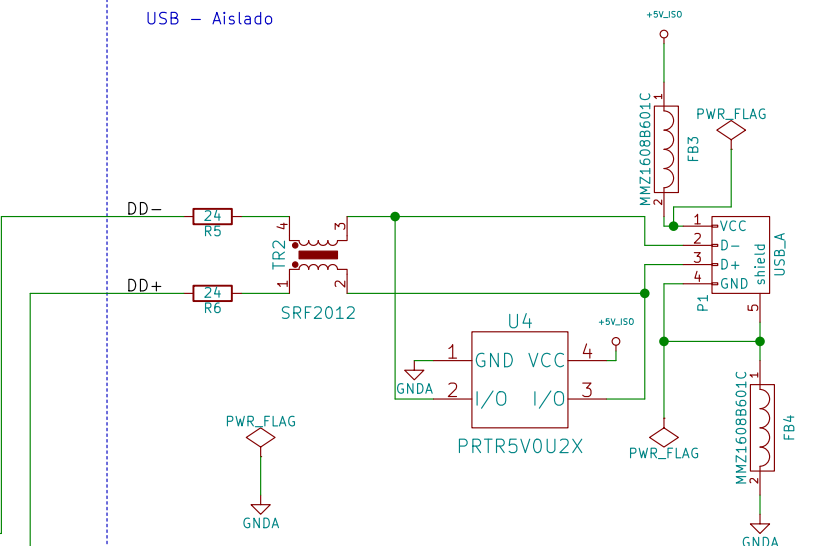 USB - Aislado
+5V_ISO
MMZ1608B601C
1
FB3
2
PWR_FLAG
DD-
24
R5
4
3
TR2
1
2
SRF2012
DD+
24
R6
1
VCC
2
D-
3
D+
4
GND
shield
USB_A
P1
5
U4
+5V_ISO
1
GND
VCC
4
GNDA
2
I/O
I/O
3
PRTR5V0U2X
PWR_FLAG
GNDA
PWR_FLAG
MMZ1608B601C
1
FB4
2
GNDA